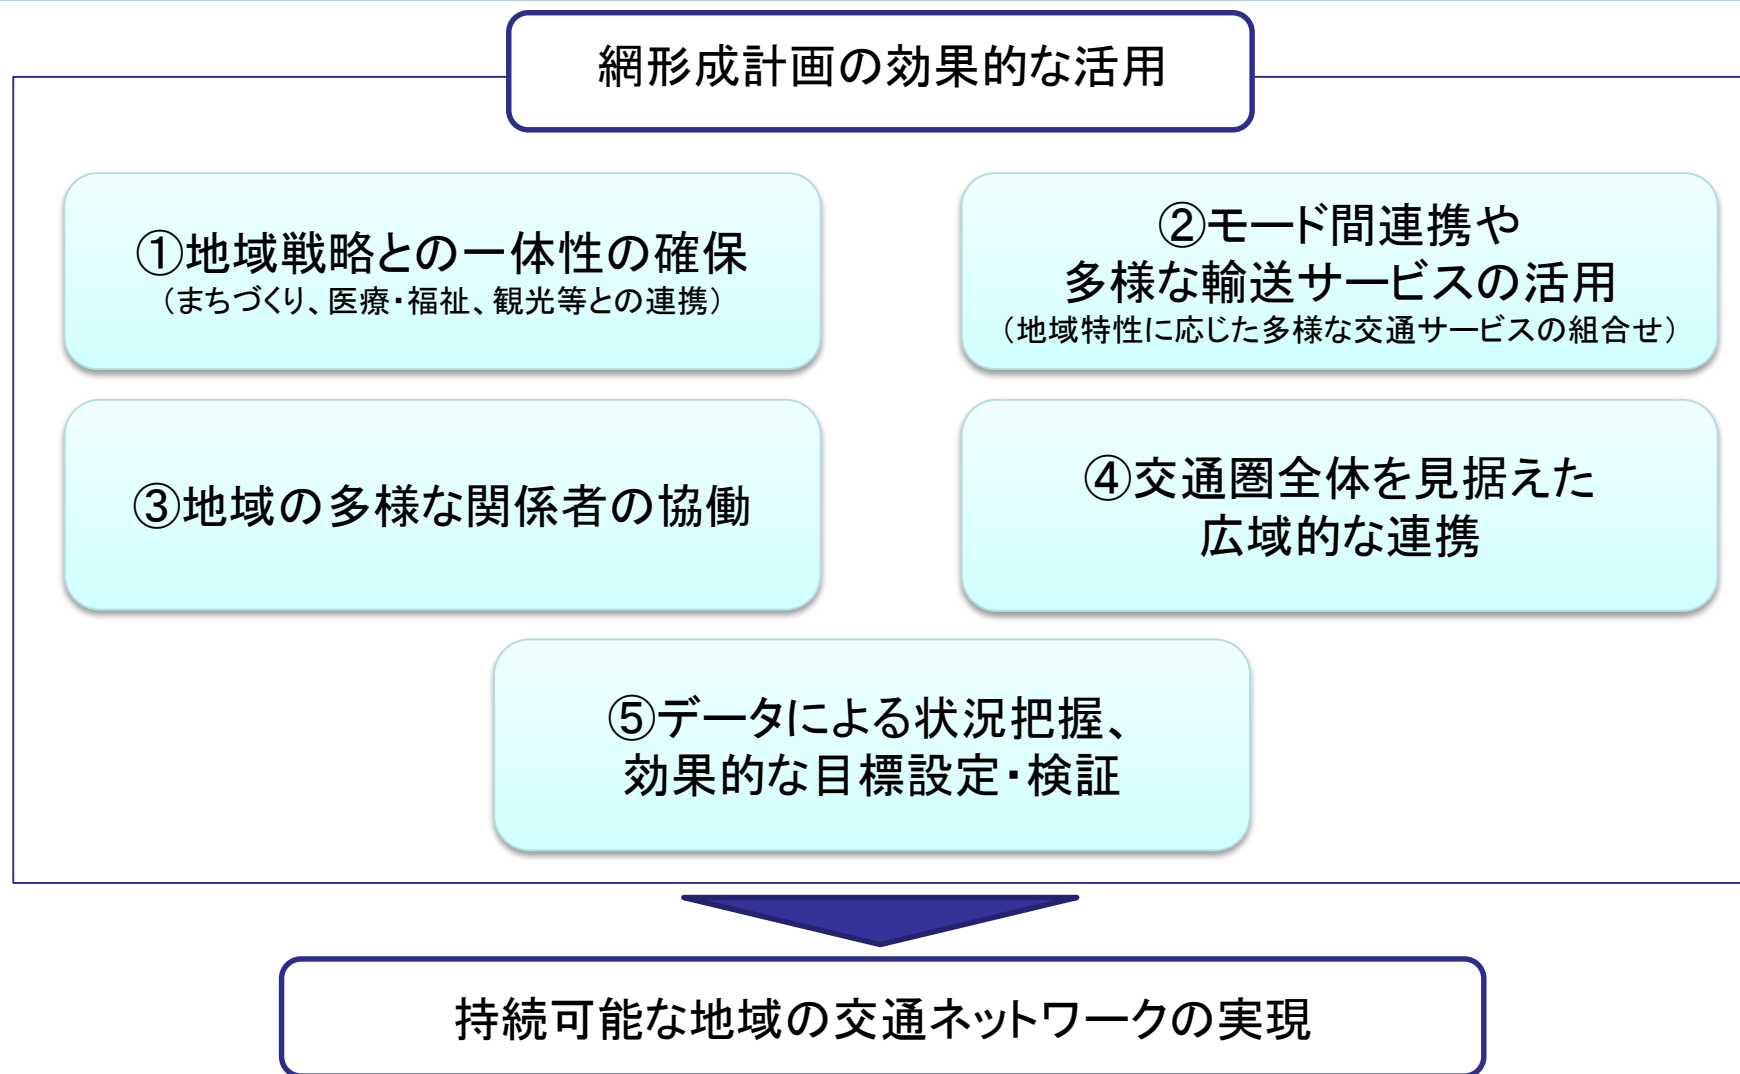 網形成計画の効果的な活用
①地域戦略との一体性の確保
（まちづくり、医療・福祉、観光等との連携）
②モード間連携や
多様な輸送サービスの活用
（地域特性に応じた多様な交通サービスの組合せ）
③地域の多様な関係者の協働
④交通圏全体を見据えた
広域的な連携
⑤データによる状況把握、
効果的な目標設定・検証
持続可能な地域の交通ネットワークの実現